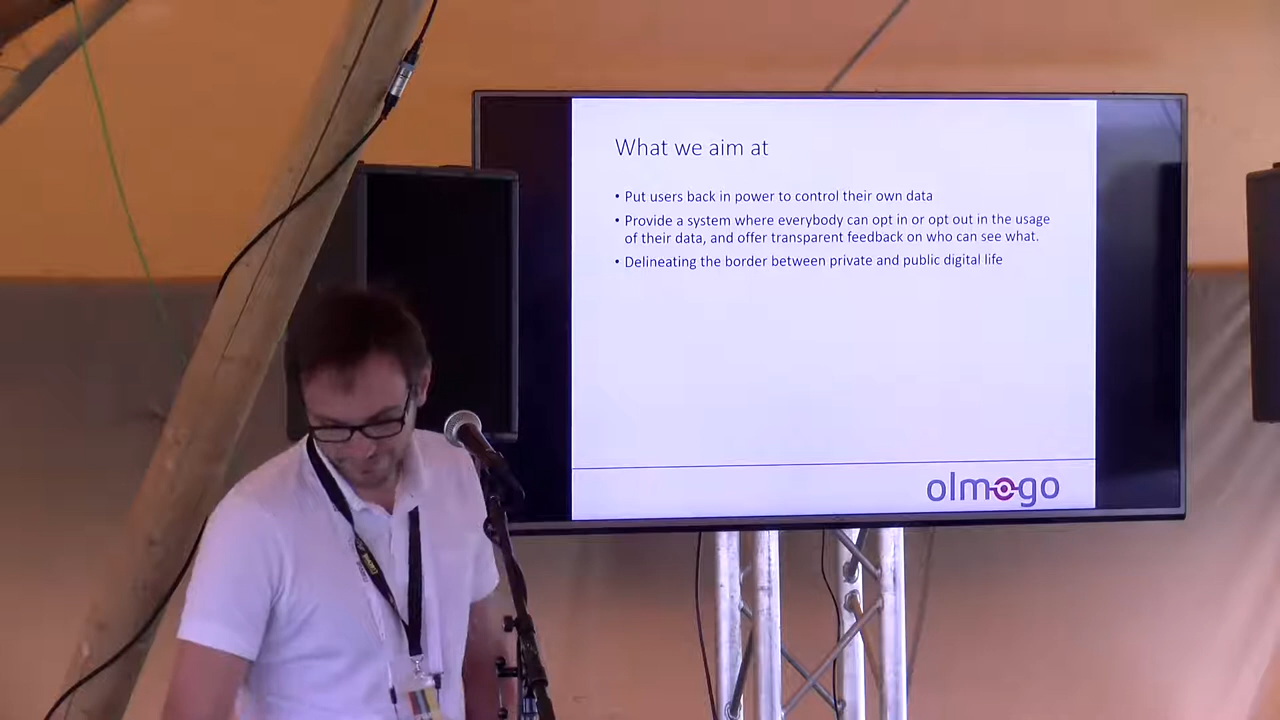 What we aim at
• Put users back in power to control their own data
• Provide a system where everybody can opt in or opt out in the usage
of their data, and offer transparent feedback on who can see what.
• Delineating the border between private and public digital life
olmogo